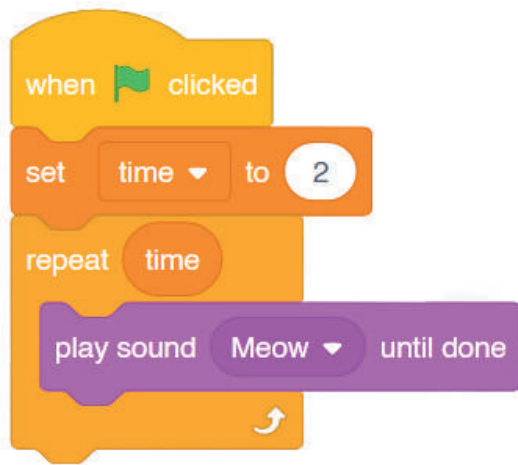 when clicked
set time to 2
repeat time
play sound Meow until done